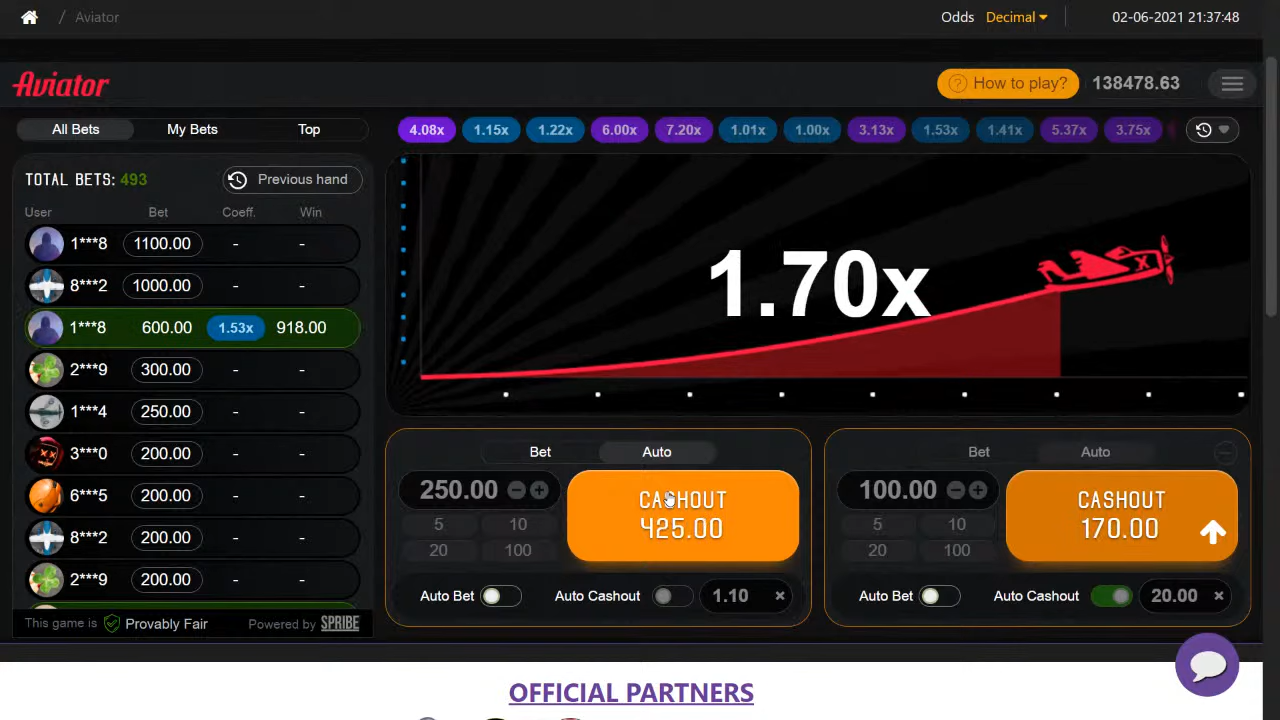 / Aviator
Odds Decimal 02-06-2021 21:37:48
Aviator
? How to play? 138478.63
All Bets My Bets Top
4.08x 1.15x 1.22x 6.00x 7.20x 1.01x 1.00x 3.13x 1.53x 1.41x 5.37x 3.75x
TOTAL BETS: 493 Previous hand
User Bet Coeff. Win
1***8 1100.00 - -
8***2 1000.00 - -
1***8 600.00 1.53x 918.00
2***9 300.00 - -
1***4 250.00 - -
3***0 200.00 - -
6***5 200.00 - -
8***2 200.00 - -
2***9 200.00 - -
This game is Provably Fair Powered by SPRIBE
1.70x
X
Bet Auto
250.00
5 10
20 100
CASHOUT
425.00
Auto Bet Auto Cashout 1.10 ×
Bet Auto
100.00
5 10
20 100
CASHOUT
170.00
Auto Bet Auto Cashout 20.00 ×
OFFICIAL PARTNERS